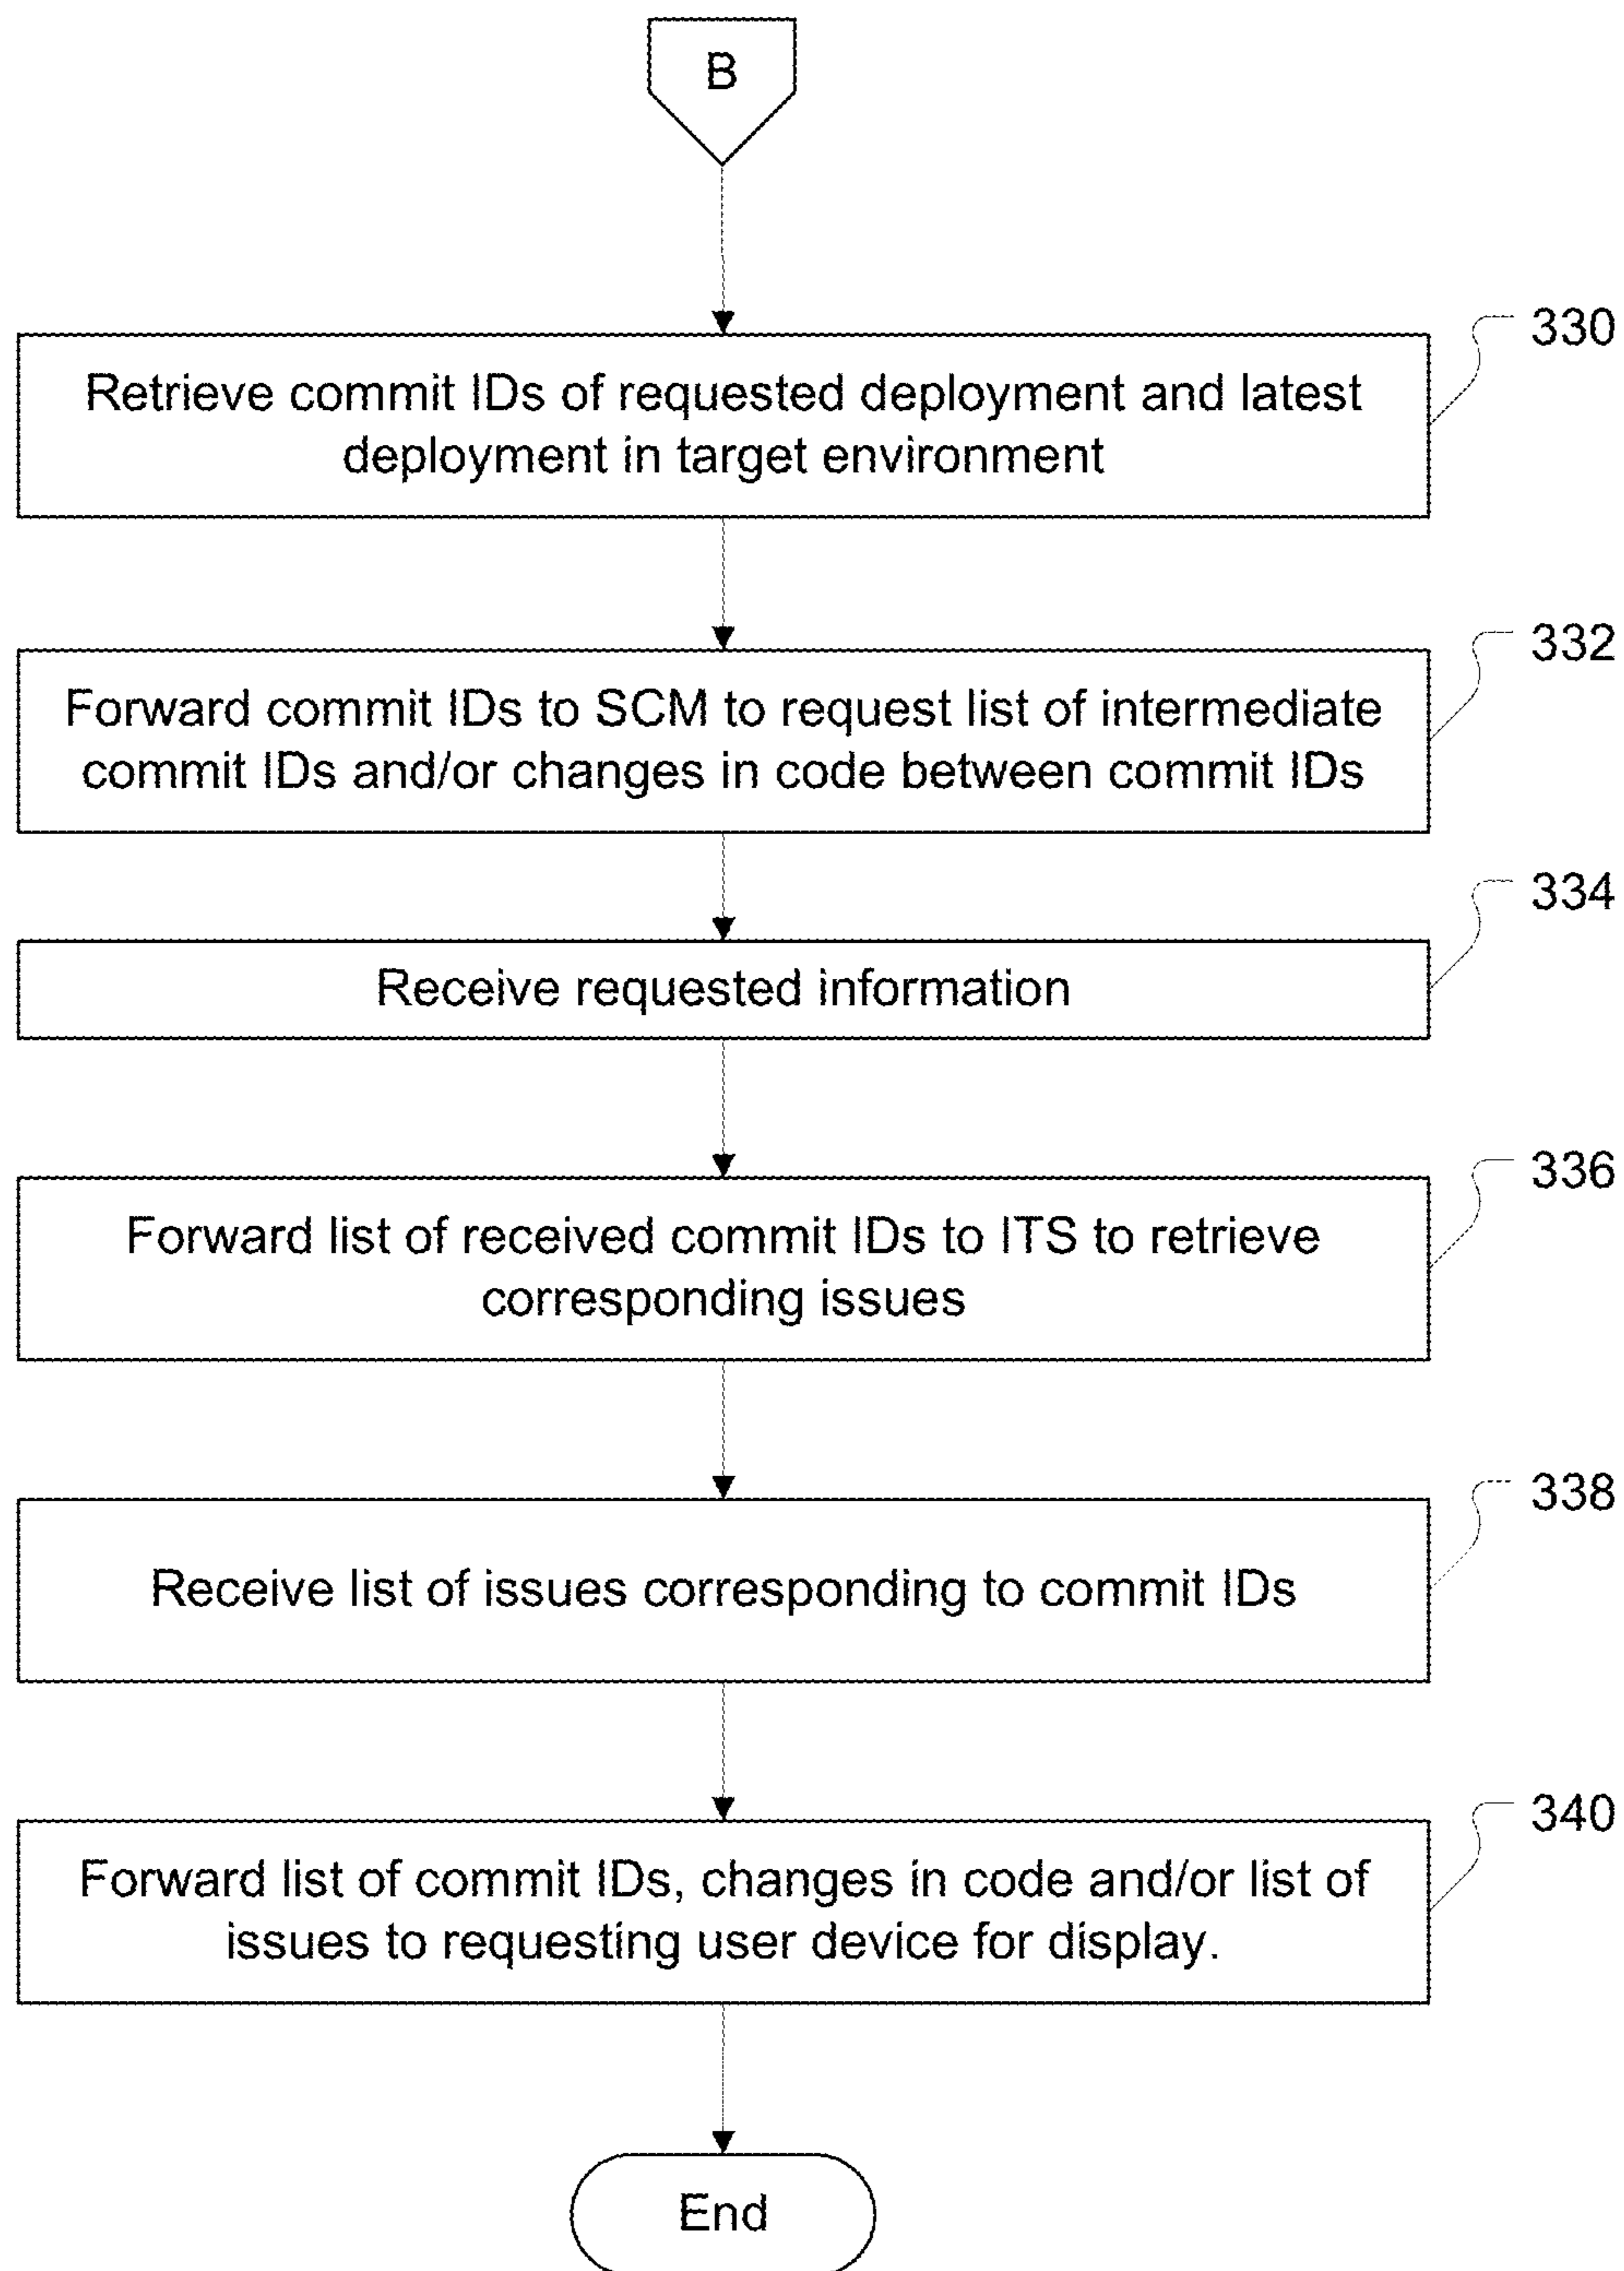 B
330
Retrieve commit IDs of requested deployment and latest
deployment in target environment
332
Forward commit IDs to SCM to request list of intermediate
commit IDs and/or changes in code between commit IDs
334
Receive requested information
336
Forward list of received commit IDs to ITS to retrieve
corresponding issues
338
Receive list of issues corresponding to commit IDs
340
Forward list of commit IDs, changes in code and/or list of
issues to requesting user device for display.
End